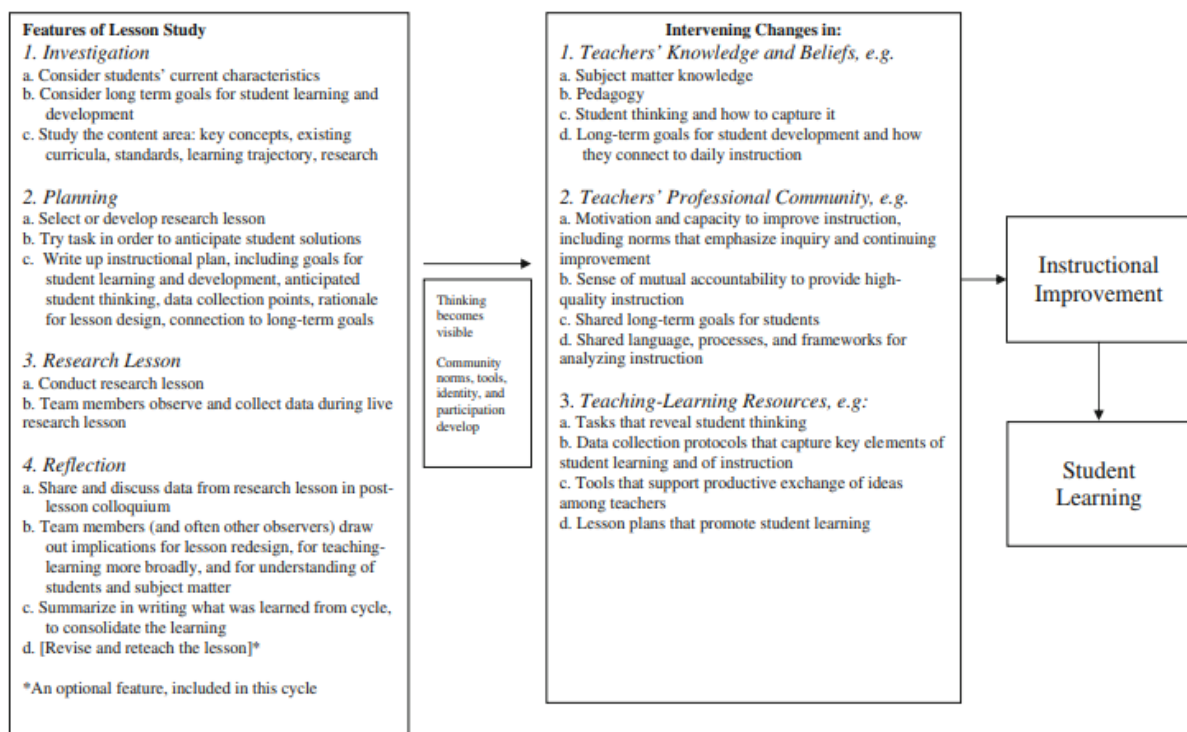 Features of Lesson Study
1. Investigation
a. Consider students' current characteristics
b. Consider long term goals for student learning and
development
c. Study the content area: key concepts, existing
curricula, standards, learning trajectory, research
2. Planning
a. Select or develop research lesson
b. Try task in order to anticipate student solutions
c. Write up instructional plan, including goals for
student learning and development, anticipated
student thinking, data collection points, rationale
for lesson design, connection to long-term goals
3. Research Lesson
a. Conduct research lesson
b. Team members observe and collect data during live
research lesson
4. Reflection
a. Share and discuss data from research lesson in post-
lesson colloquium
b. Team members (and often other observers) draw
out implications for lesson redesign, for teaching-
learning more broadly, and for understanding of
students and subject matter
c. Summarize in writing what was learned from cycle,
to consolidate the learning
d. [Revise and reteach the lesson]*
*An optional feature, included in this cycle
Thinking
becomes
visible
Community
norms, tools,
identity, and
participation
develop
Intervening Changes in:
1. Teachers' Knowledge and Beliefs, e.g.
a. Subject matter knowledge
b. Pedagogy
c. Student thinking and how to capture it
d. Long-term goals for student development and how
they connect to daily instruction
2. Teachers' Professional Community, e.g.
a. Motivation and capacity to improve instruction,
including norms that emphasize inquiry and continuing
improvement
b. Sense of mutual accountability to provide high-
quality instruction
c. Shared long-term goals for students
d. Shared language, processes, and frameworks for
analyzing instruction
3. Teaching-Learning Resources, e.g:
a. Tasks that reveal student thinking
b. Data collection protocols that capture key elements of
student learning and of instruction
c. Tools that support productive exchange of ideas
among teachers
d. Lesson plans that promote student learning
Instructional
Improvement
Student
Learning